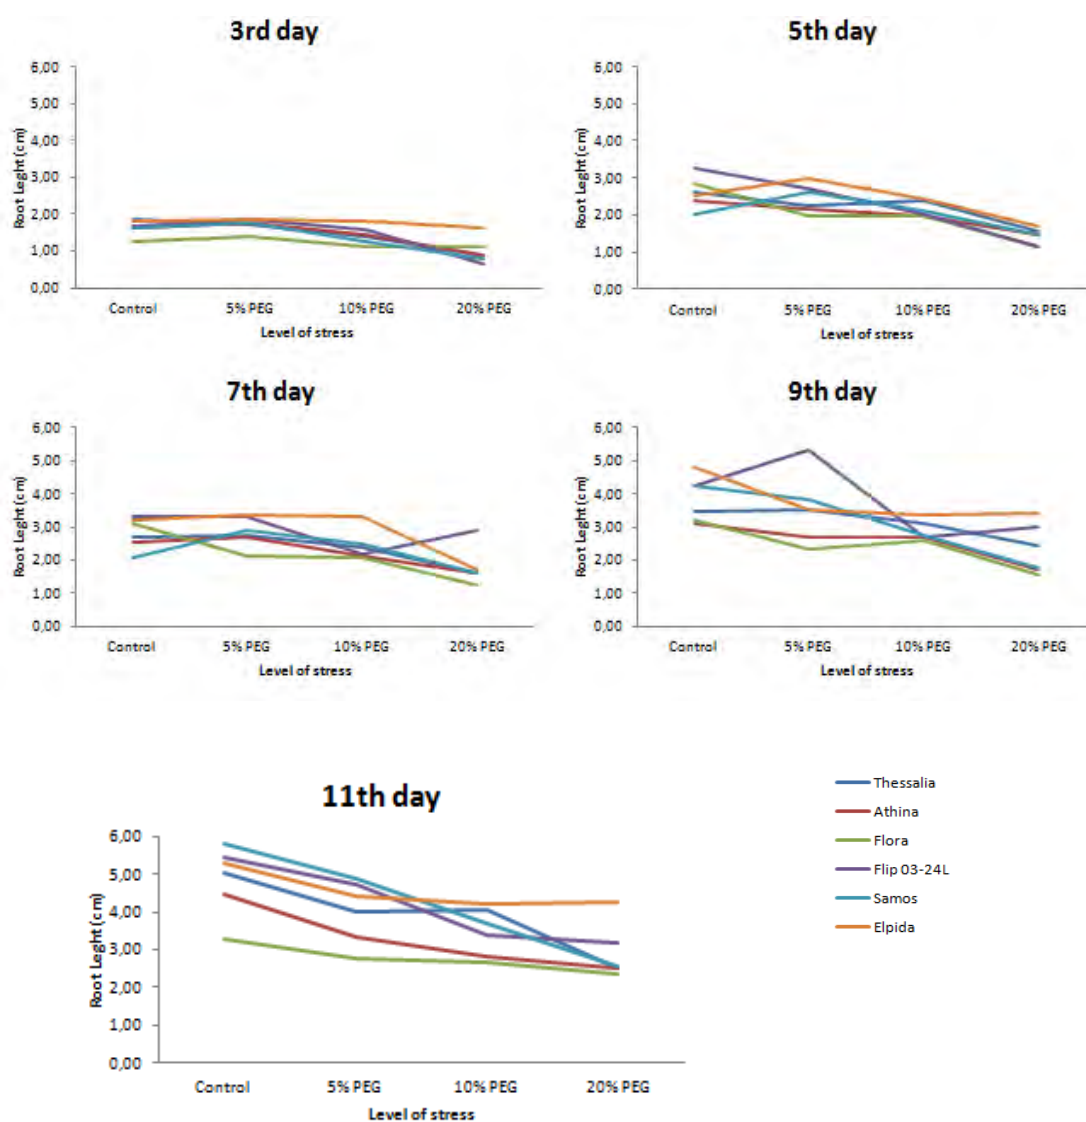 3rd day
6,00
5,00
4,00
3,00
2,00
1,00
0,00
Root Leght (cm)
Control 5% PEG 10% PEG 20% PEG
Level of stress
5th day
6,00
5,00
4,00
3,00
2,00
1,00
0,00
Root Leght (cm)
Control 5% PEG 10% PEG 20% PEG
Level of stress
7th day
6,00
5,00
4,00
3,00
2,00
1,00
0,00
Root Leght (cm)
Control 5% PEG 10% PEG 20% PEG
Level of stress
9th day
6,00
5,00
4,00
3,00
2,00
1,00
0,00
Root Leght (cm)
Control 5% PEG 10% PEG 20% PEG
Level of stress
11th day
6,00
5,00
4,00
3,00
2,00
1,00
0,00
Root Leght (cm)
Control 5% PEG 10% PEG 20% PEG
Level of stress
Thessalia
Athina
Flora
Flip 03-24L
Samos
Elpida